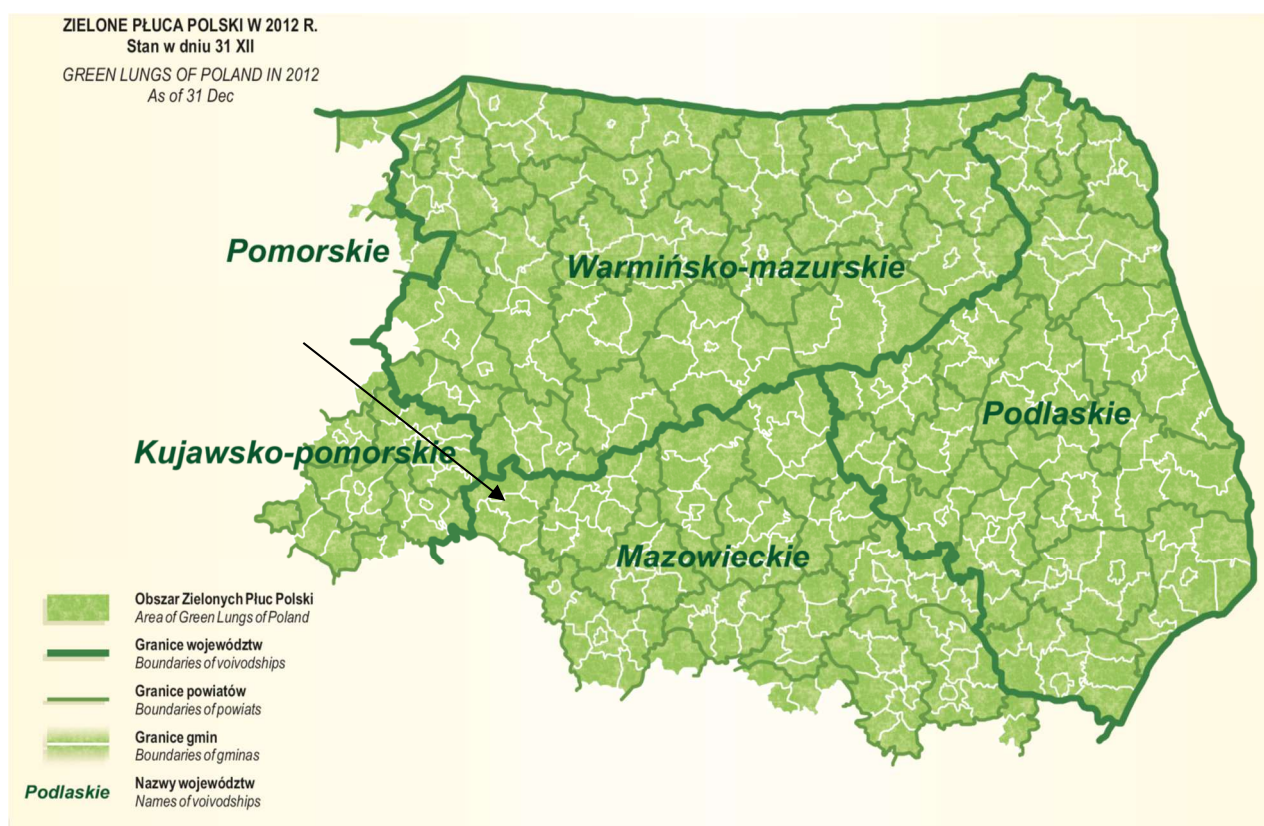 ZIELONE PŁUCA POLSKI W 2012 R.
Stan w dniu 31 XII
GREEN LUNGS OF POLAND IN 2012
As of 31 Dec
Pomorskie
Warmińsko-mazurskie
Podlaskie
Kujawsko-pomorskie
Mazowieckie
Obszar Zielonych Płuc Polski
Area of Green Lungs of Poland
Granice województw
Boundaries of voivodships
Granice powiatów
Boundaries of powiats
Granice gmin
Boundaries of gminas
Podlaskie
Nazwy województw
Names of voivodships